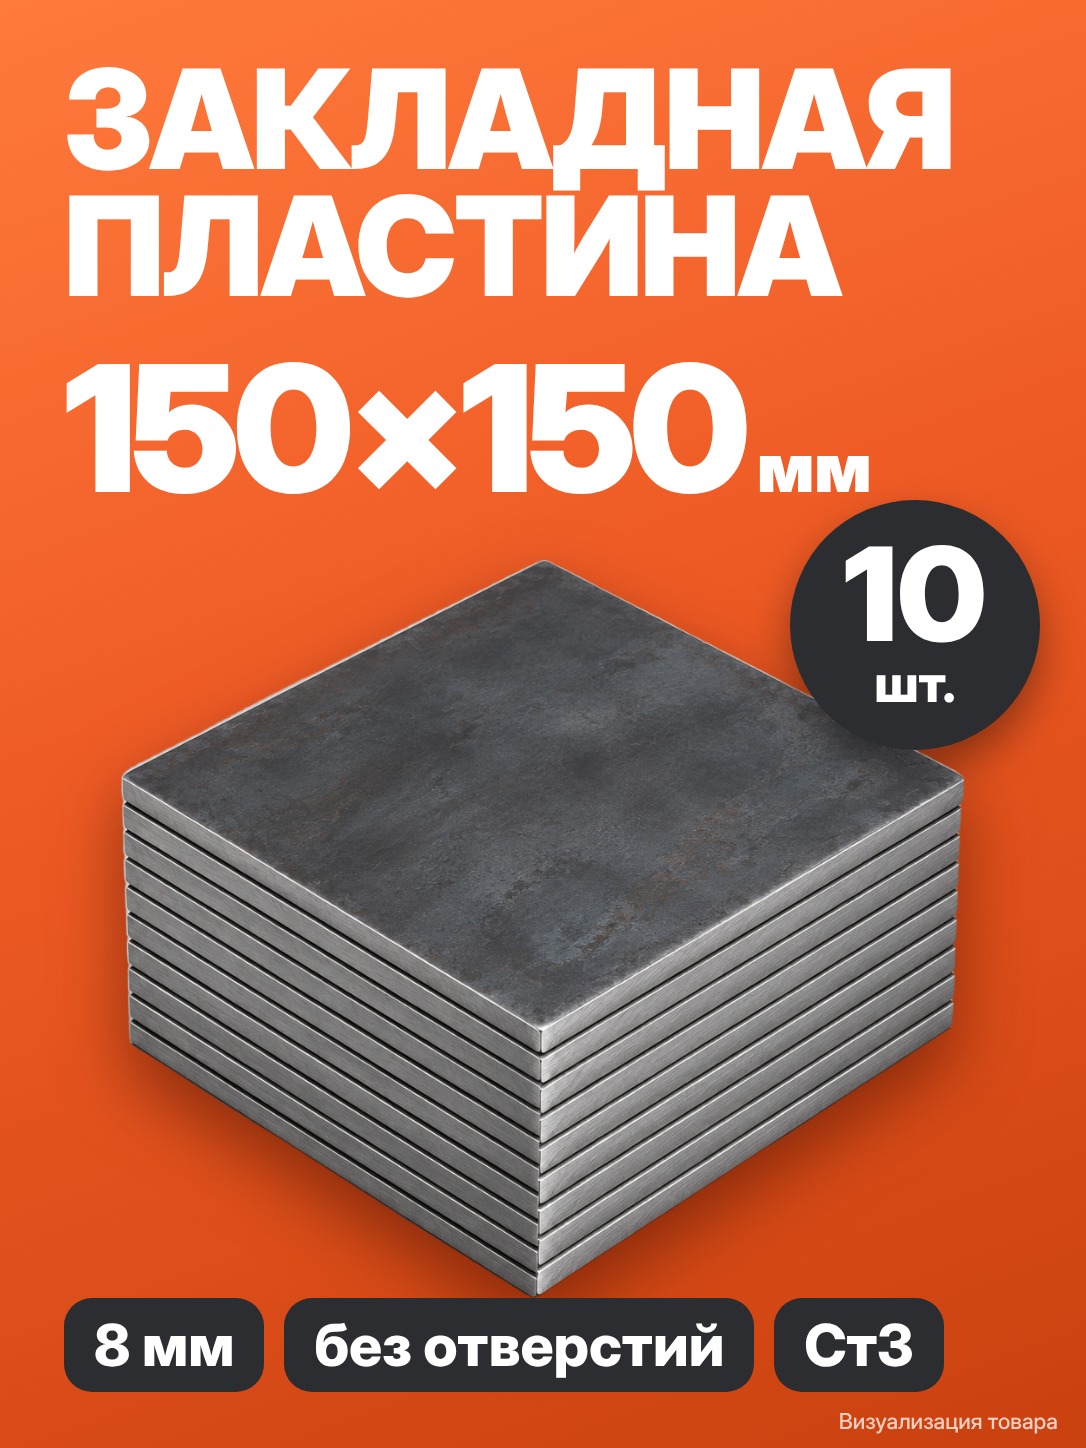 ЗАКЛАДНАЯ
ПЛАСТИНА
150×150 мм
10
шт.
8 мм
без отверстий
Ст3
Визуализация товара